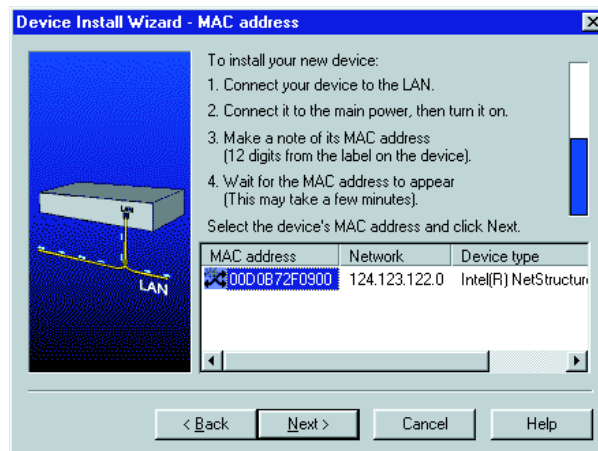 Device Install Wizard - MAC address
To install your new device:
1. Connect your device to the LAN.
2. Connect it to the main power, then turn it on.
3. Make a note of its MAC address
(12 digits from the label on the device).
4. Wait for the MAC address to appear
(This may take a few minutes).
Select the device's MAC address and click Next.
LAN
LAN
MAC address Network Device type
00D0B72F0900 124.123.122.0 Intel(R) NetStructure
< Back Next > Cancel Help